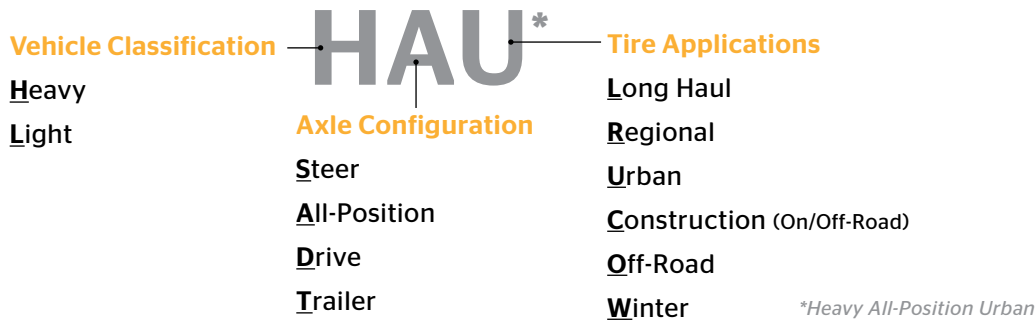 HAU*
Vehicle Classification
Heavy
Light
Axle Configuration
Steer
All-Position
Drive
Trailer
Tire Applications
Long Haul
Regional
Urban
Construction (On/Off-Road)
Off-Road
Winter
*Heavy All-Position Urban